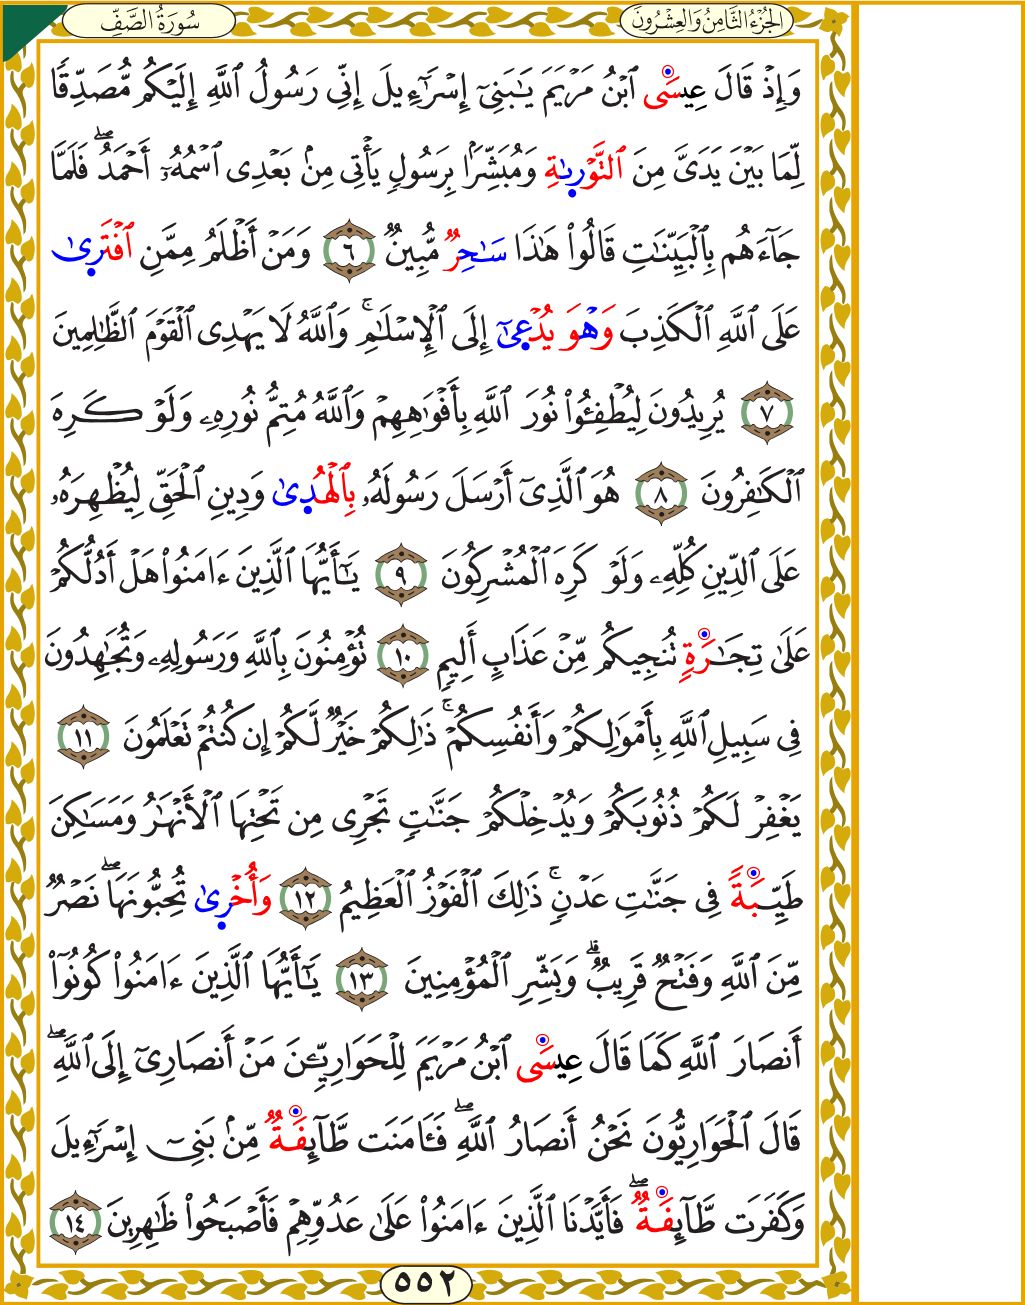 الجُزْءُ الثَّامِنُ وَالعِشْرُونَ
سُورَةُ الصَّفِّ
وَإِذْ قَالَ عِيسَى ٱبْنُ مَرْيَمَ يَٰبَنِىٓ إِسْرَٰٓءِيلَ إِنِّى رَسُولُ ٱللَّهِ إِلَيْكُم مُّصَدِّقًا
لِّمَا بَيْنَ يَدَىَّ مِنَ ٱلتَّوْرَىٰةِ وَمُبَشِّرًۢا بِرَسُولٍ يَأْتِى مِنۢ بَعْدِى ٱسْمُهُۥٓ أَحْمَدُ ۖ فَلَمَّا
جَآءَهُم بِٱلْبَيِّنَٰتِ قَالُوا۟ هَٰذَا سَٰحِرٌ مُّبِينٌ ٦ وَمَنْ أَظْلَمُ مِمَّنِ ٱفْتَرَىٰ
عَلَى ٱللَّهِ ٱلْكَذِبَ وَهْوَ يُدْعَىٰٓ إِلَى ٱلْإِسْلَٰمِ ۚ وَٱللَّهُ لَا يَهْدِى ٱلْقَوْمَ ٱلظَّٰلِمِينَ
٧ يُرِيدُونَ لِيُطْفِـُٔوا۟ نُورَ ٱللَّهِ بِأَفْوَٰهِهِمْ وَٱللَّهُ مُتِمُّ نُورِهِۦ وَلَوْ كَرِهَ
ٱلْكَٰفِرُونَ ٨ هُوَ ٱلَّذِىٓ أَرْسَلَ رَسُولَهُۥ بِٱلْهُدَىٰ وَدِينِ ٱلْحَقِّ لِيُظْهِرَهُۥ
عَلَى ٱلدِّينِ كُلِّهِۦ وَلَوْ كَرِهَ ٱلْمُشْرِكُونَ ٩ يَٰٓأَيُّهَا ٱلَّذِينَ ءَامَنُوا۟ هَلْ أَدُلُّكُمْ
عَلَىٰ تِجَٰرَةٍ تُنجِيكُم مِّنْ عَذَابٍ أَلِيمٍ ١٠ تُؤْمِنُونَ بِٱللَّهِ وَرَسُولِهِۦ وَتُجَٰهِدُونَ
فِى سَبِيلِ ٱللَّهِ بِأَمْوَٰلِكُمْ وَأَنفُسِكُمْ ۚ ذَٰلِكُمْ خَيْرٌ لَّكُمْ إِن كُنتُمْ تَعْلَمُونَ ١١
يَغْفِرْ لَكُمْ ذُنُوبَكُمْ وَيُدْخِلْكُمْ جَنَّٰتٍ تَجْرِى مِن تَحْتِهَا ٱلْأَنْهَٰرُ وَمَسَٰكِنَ
طَيِّبَةً فِى جَنَّٰتِ عَدْنٍ ۚ ذَٰلِكَ ٱلْفَوْزُ ٱلْعَظِيمُ ١٢ وَأُخْرَىٰ تُحِبُّونَهَا ۖ نَصْرٌ
مِّنَ ٱللَّهِ وَفَتْحٌ قَرِيبٌ ۗ وَبَشِّرِ ٱلْمُؤْمِنِينَ ١٣ يَٰٓأَيُّهَا ٱلَّذِينَ ءَامَنُوا۟ كُونُوٓا۟
أَنصَارَ ٱللَّهِ كَمَا قَالَ عِيسَى ٱبْنُ مَرْيَمَ لِلْحَوَارِيِّـۧنَ مَنْ أَنصَارِىٓ إِلَى ٱللَّهِ ۖ
قَالَ ٱلْحَوَارِيُّونَ نَحْنُ أَنصَارُ ٱللَّهِ ۖ فَـَٔامَنَت طَّآئِفَةٌ مِّنۢ بَنِىٓ إِسْرَٰٓءِيلَ
وَكَفَرَت طَّآئِفَةٌ ۖ فَأَيَّدْنَا ٱلَّذِينَ ءَامَنُوا۟ عَلَىٰ عَدُوِّهِمْ فَأَصْبَحُوا۟ ظَٰهِرِينَ ١٤
٥٥٢